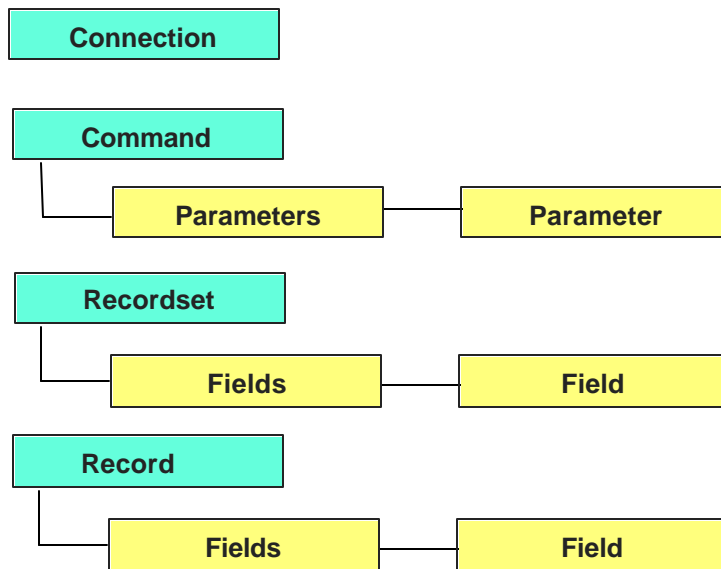 Connection
Command
Parameters
Parameter
Recordset
Fields
Field
Record
Fields
Field